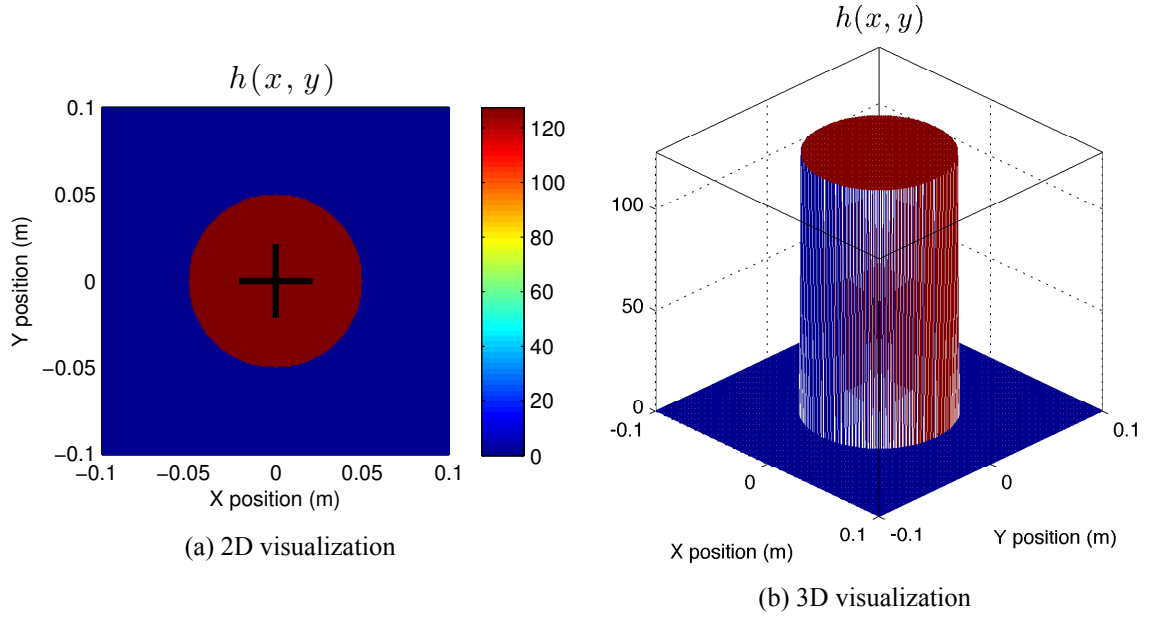 h(x, y)
0.1
0.05
0
−0.05
−0.1
Y position (m)
−0.1 −0.05 0 0.05 0.1
X position (m)
120
100
80
60
40
20
0
(a) 2D visualization
h(x, y)
100
50
0
-0.1
0
0.1
X position (m)
-0.1
0
0.1
Y position (m)
(b) 3D visualization